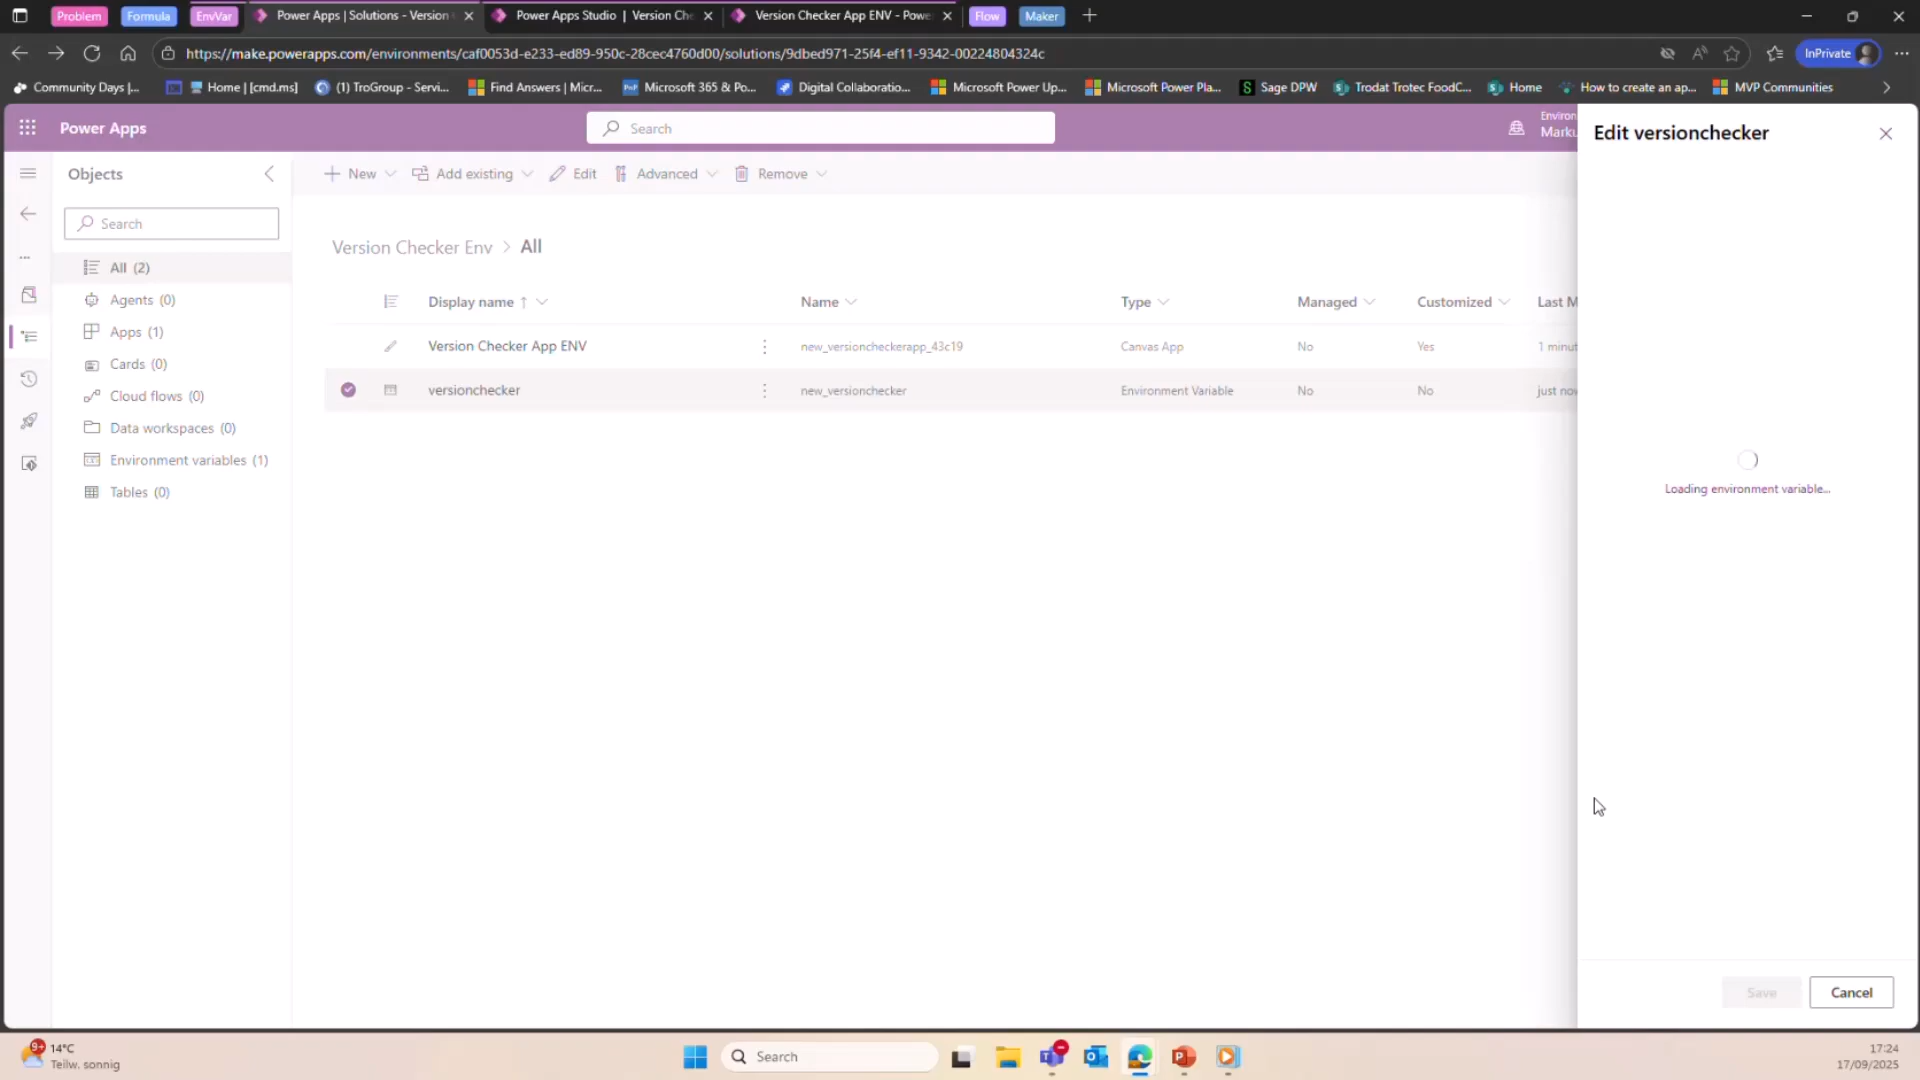 Problem
Formula
EnvVar
Power Apps | Solutions - Version
Power Apps Studio | Version Che
Version Checker App ENV - Powe
Flow
Maker
https://make.powerapps.com/environments/caf0053d-e233-ed89-950c-28cec4760d00/solutions/9dbed971-25f4-ef11-9342-00224804324c
InPrivate
Community Days |...
Home | [cmd.ms]
(1) TroGroup - Servi...
Find Answers | Micr...
Microsoft 365 & Po...
Digital Collaboratio...
Microsoft Power Up...
Microsoft Power Pla...
Sage DPW
Trodat Trotec FoodC...
Home
How to create an ap...
MVP Communities
Power Apps
Search
Environ
Marku
Edit versionchecker
Objects
New
Add existing
Edit
Advanced
Remove
Search
Version Checker Env > All
All (2)
Agents (0)
Apps (1)
Cards (0)
Cloud flows (0)
Data workspaces (0)
Environment variables (1)
Tables (0)
Display name ↑
Name
Type
Managed
Customized
Last M
Version Checker App ENV
new_versioncheckerapp_43c19
Canvas App
No
Yes
1 minut
versionchecker
new_versionchecker
Environment Variable
No
No
just now
Loading environment variable...
Save
Cancel
9+
14°C
Teilw. sonnig
Search
17:24
17/09/2025